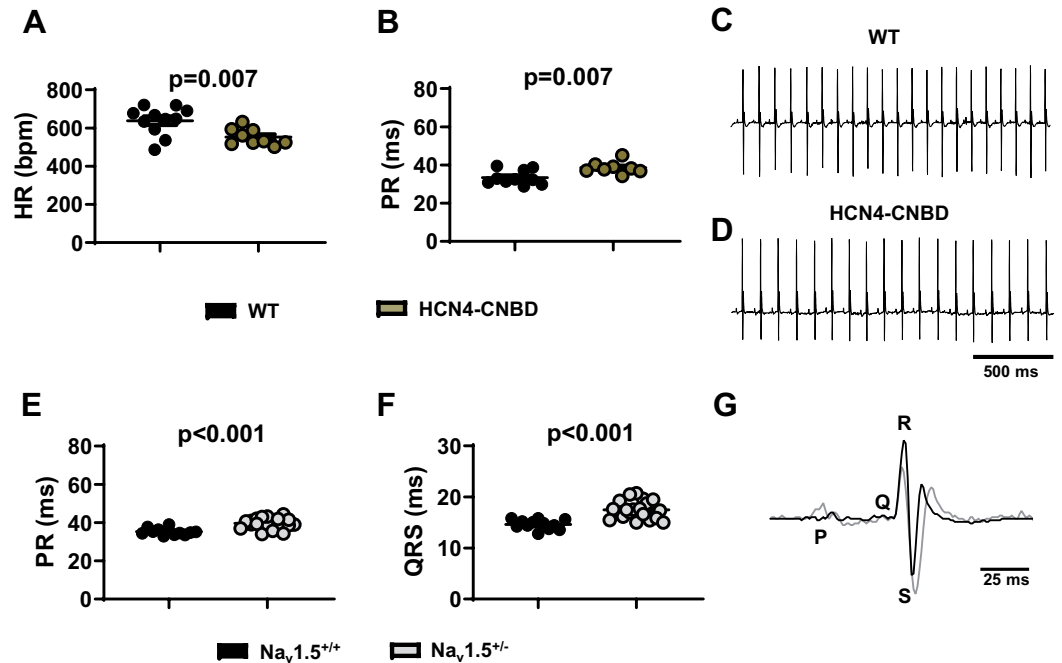 A
p=0.007
HR (bpm)
800
600
400
200
0
B
p=0.007
PR (ms)
80
60
40
20
0
WT
HCN4-CNBD
C
WT
HCN4-CNBD
D
500 ms
E
p<0.001
PR (ms)
80
60
40
20
0
F
p<0.001
QRS (ms)
30
20
10
0
Naᵥ1.5⁺/⁺
Naᵥ1.5⁺/⁻
G
R
Q
P
S
25 ms